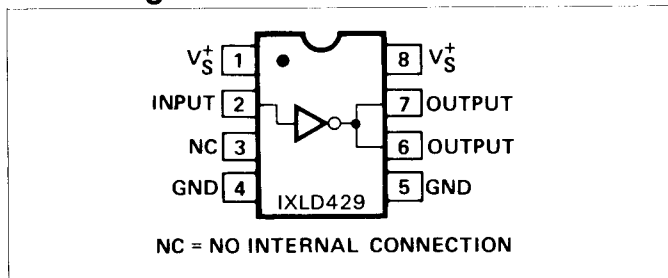 V+S 1 8 V+S
INPUT 2 7 OUTPUT
NC 3 6 OUTPUT
GND 4 5 GND
IXLD429
NC = NO INTERNAL CONNECTION